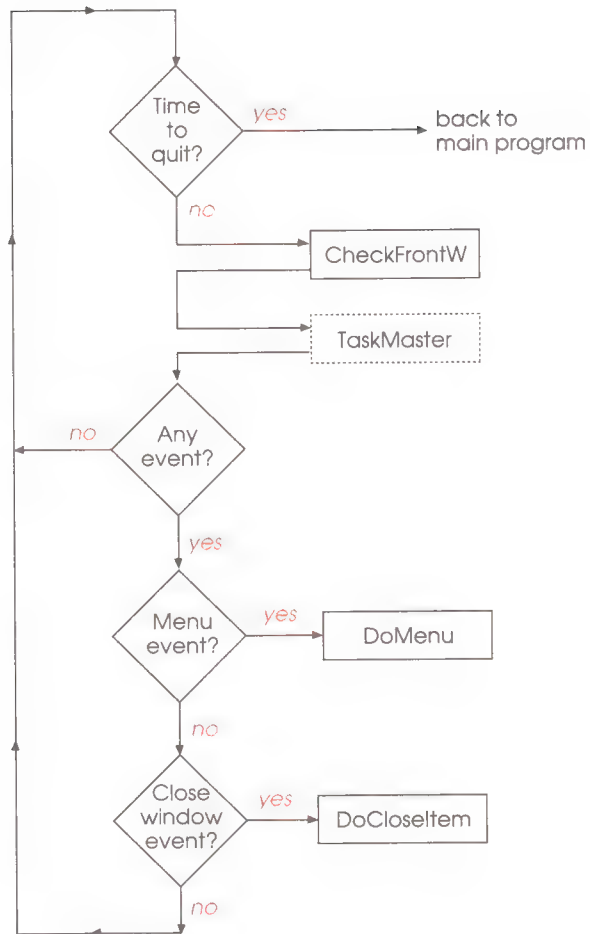 Time
to
quit?
yes
back to
main program
no
CheckFrontW
TaskMaster
no
Any
event?
yes
Menu
event?
yes
DoMenu
no
Close
window
event?
yes
DoCloseItem
no